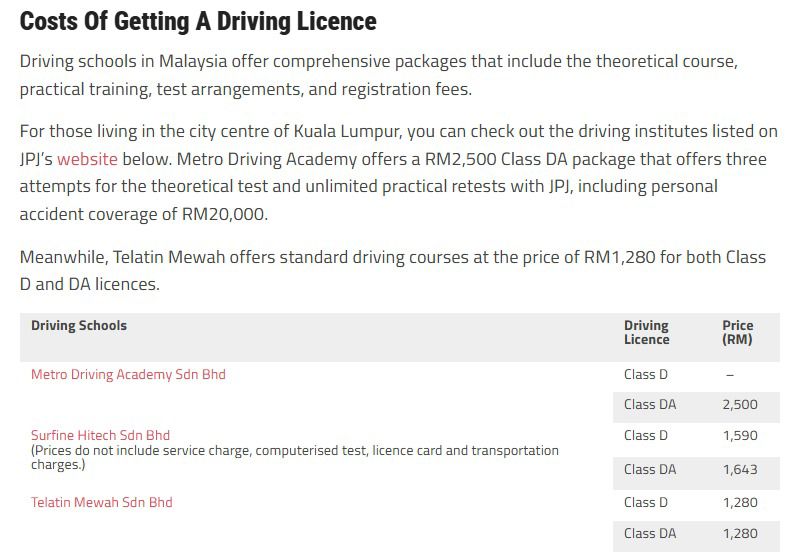 Costs Of Getting A Driving Licence
Driving schools in Malaysia offer comprehensive packages that include the theoretical course,
practical training, test arrangements, and registration fees.
For those living in the city centre of Kuala Lumpur, you can check out the driving institutes listed on
JPJ's website below. Metro Driving Academy offers a RM2,500 Class DA package that offers three
attempts for the theoretical test and unlimited practical retests with JPJ, including personal
accident coverage of RM20,000.
Meanwhile, Telatin Mewah offers standard driving courses at the price of RM1,280 for both Class
D and DA licences.
Driving Schools Driving Price
Licence (RM)
Metro Driving Academy Sdn Bhd Class D –
Class DA 2,500
Surfine Hitech Sdn Bhd Class D 1,590
(Prices do not include service charge, computerised test, licence card and transportation
charges.) Class DA 1,643
Telatin Mewah Sdn Bhd Class D 1,280
Class DA 1,280